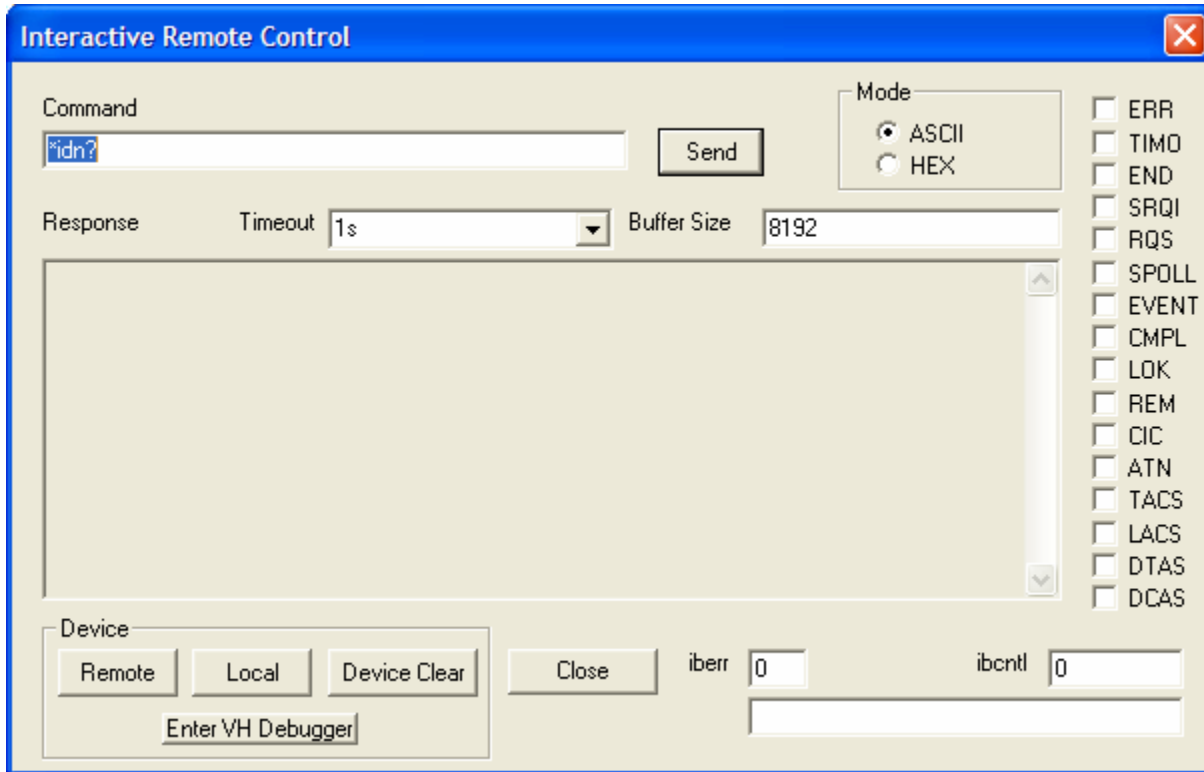 Interactive Remote Control
Command
*idn?
Send
Mode
ASCII
HEX
Response
Timeout
1s
Buffer Size
8192
ERR
TIMO
END
SRQI
RQS
SPOLL
EVENT
CMPL
LOK
REM
CIC
ATN
TACS
LACS
DTAS
DCAS
Device
Remote
Local
Device Clear
Enter VH Debugger
Close
iberr
0
ibcntl
0